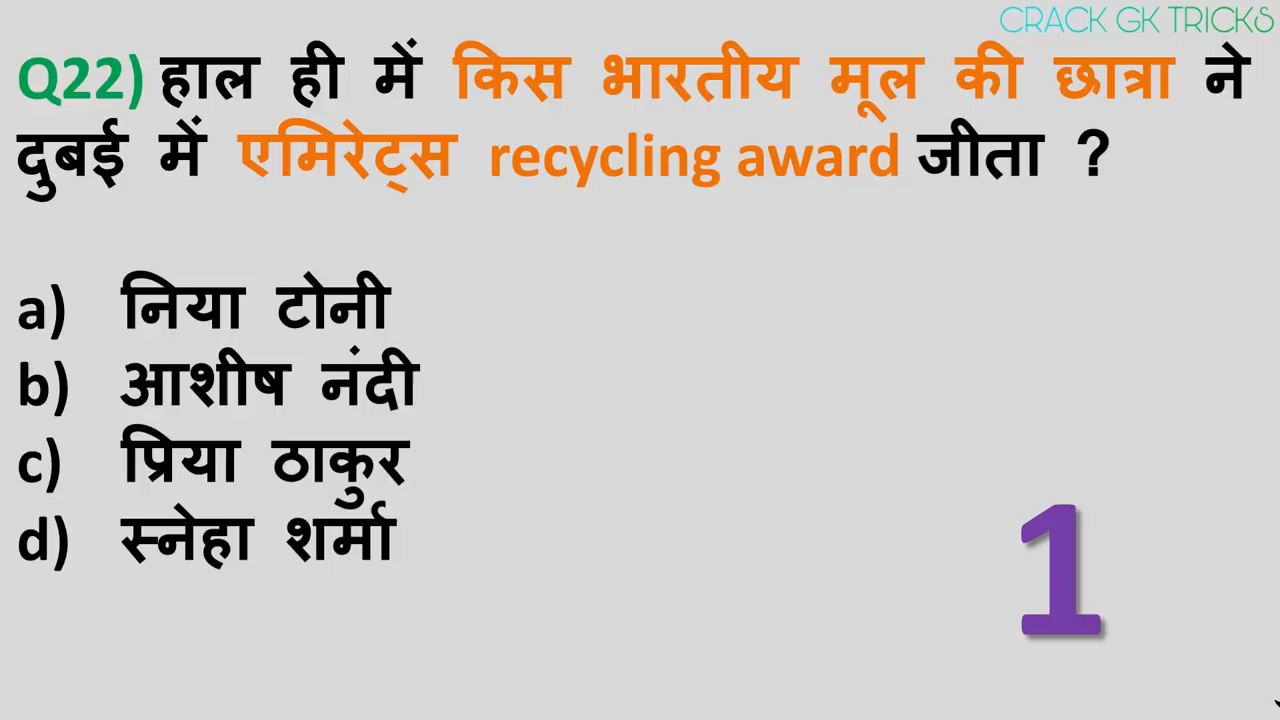 CRACK GK TRICKS
Q22) हाल ही में किस भारतीय मूल की छात्रा ने
दुबई में एमिरेट्स recycling award जीता ?
a) निया टोनी
b) आशीष नंदी
c) प्रिया ठाकुर
d) स्नेहा शर्मा
1